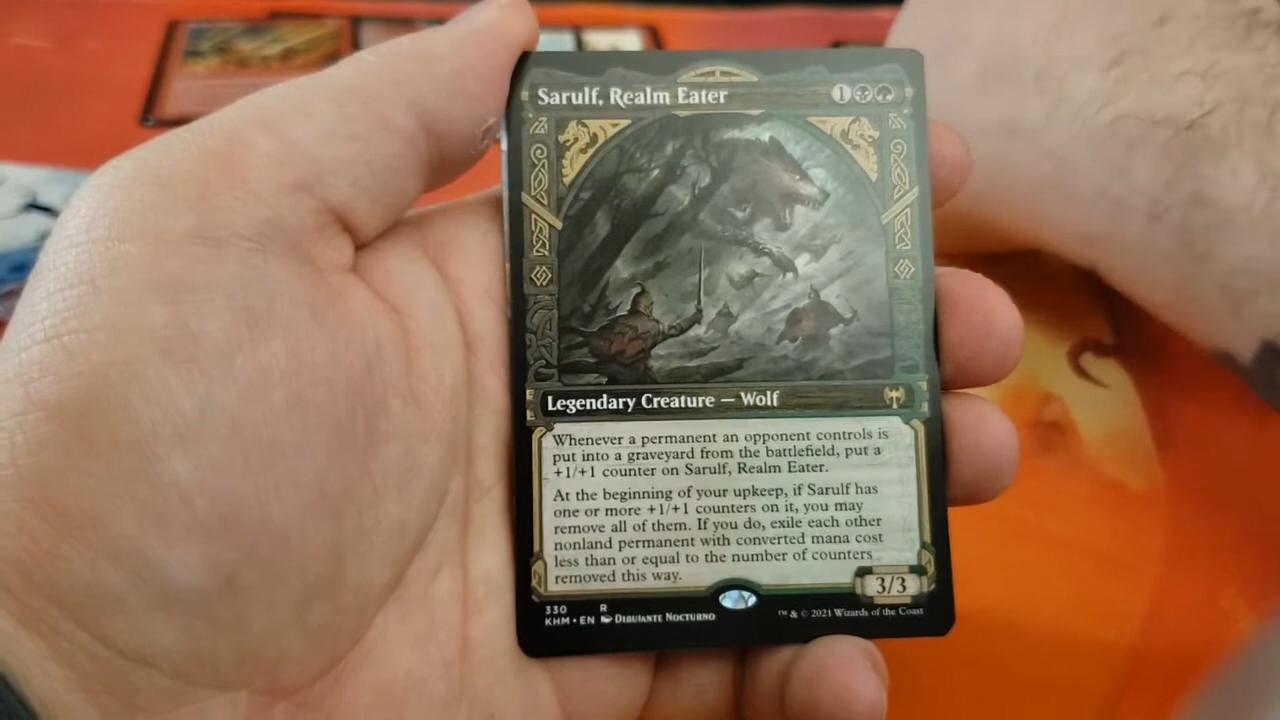 Sarulf, Realm Eater 1
Legendary Creature — Wolf
Whenever a permanent an opponent controls is
put into a graveyard from the battlefield, put a
+1/+1 counter on Sarulf, Realm Eater.
At the beginning of your upkeep, if Sarulf has
one or more +1/+1 counters on it, you may
remove all of them. If you do, exile each other
nonland permanent with converted mana cost
less than or equal to the number of counters
removed this way.
3/3
330 R
KHM • EN DIBUJANTE NOCTURNO
™ & © 2021 Wizards of the Coast